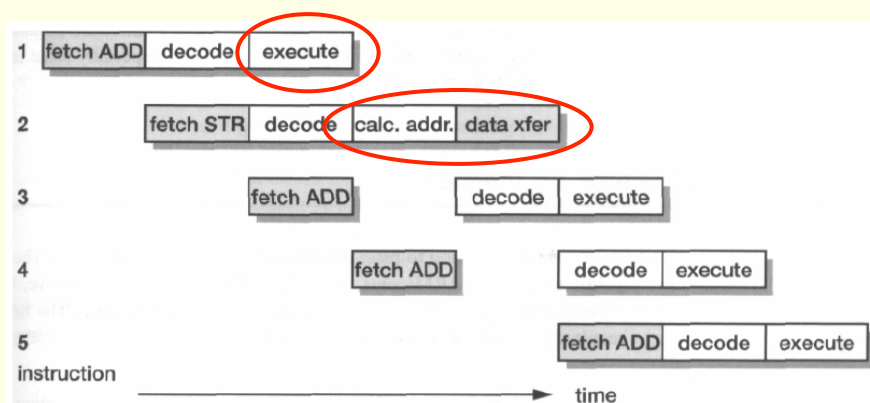 1 fetch ADD decode execute
2 fetch STR decode calc. addr. data xfer
3 fetch ADD decode execute
4 fetch ADD decode execute
5 fetch ADD decode execute
instruction time